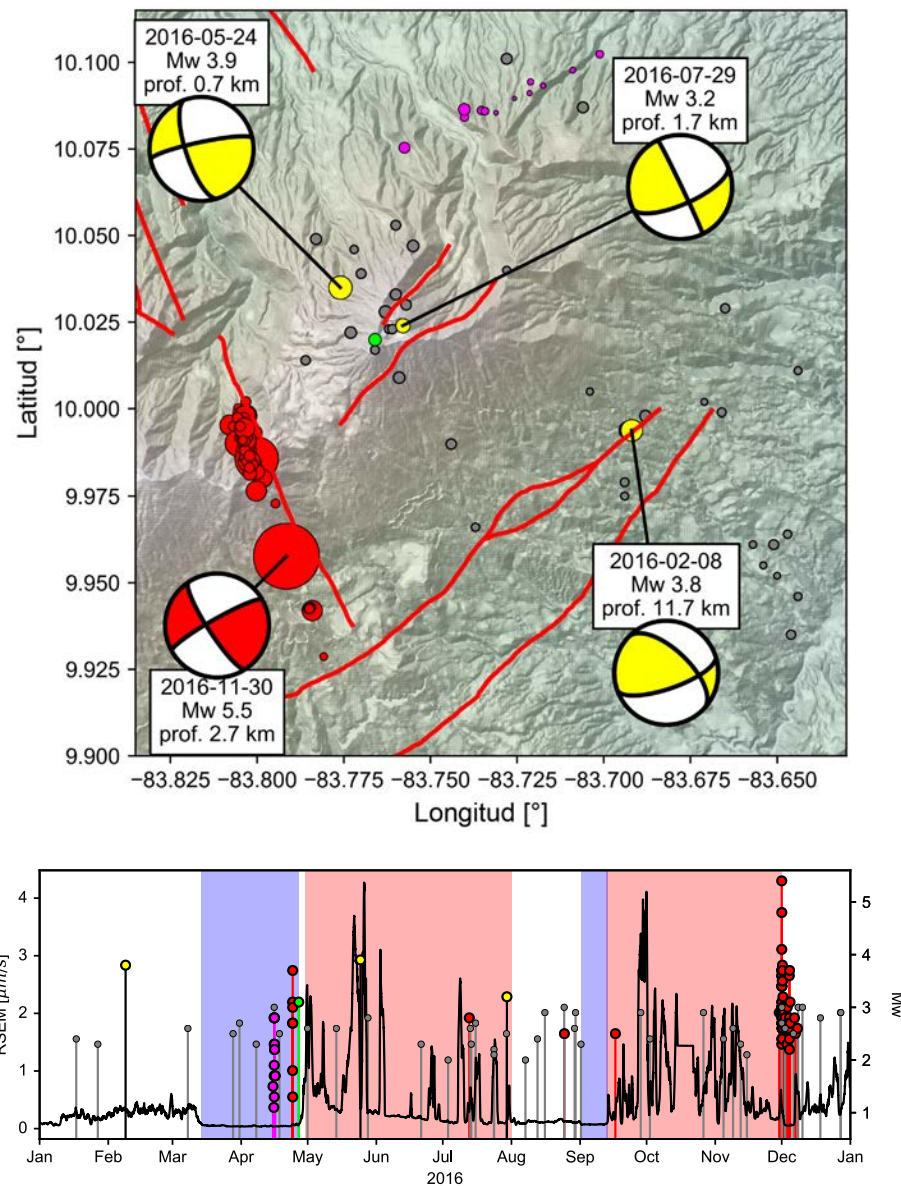 2016-05-24
Mw 3.9
prof. 0.7 km
2016-07-29
Mw 3.2
prof. 1.7 km
2016-02-08
Mw 3.8
prof. 11.7 km
2016-11-30
Mw 5.5
prof. 2.7 km
Latitud [°]
10.100
10.075
10.050
10.025
10.000
9.975
9.950
9.925
9.900
−83.825 −83.800 −83.775 −83.750 −83.725 −83.700 −83.675 −83.650
Longitud [°]
RSEM [μm/s]
4
3
2
1
0
5
4
3
2
1
Mw
Jan Feb Mar Apr May Jun Jul Aug Sep Oct Nov Dec Jan
2016